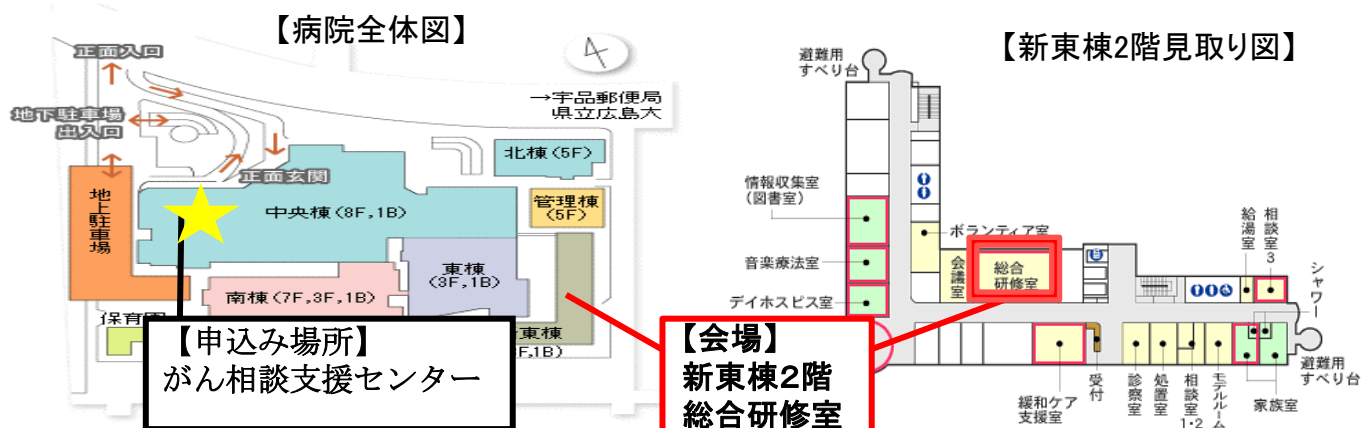 【病院全体図】
正面入口
→宇品郵便局
県立広島大
地下駐車場
出入口
北棟(5F)
正面玄関
地上駐車場
中央棟(8F,1B)
管理棟
(5F)
東棟
(3F,1B)
南棟(7F,3F,1B)
保育園
東棟
F,1B)
【申込み場所】
がん相談支援センター
【会場】
新東棟2階
総合研修室
【新東棟2階見取り図】
避難用
すべり台
情報収集室
(図書室)
ボランティア室
給湯室
相談室3
音楽療法室
会議室
総合
研修室
シャワー
デイホスピス室
避難用
すべり台
緩和ケア
支援室
受付
診察室
処置室
相談室
1・2
モデルルーム
家族室